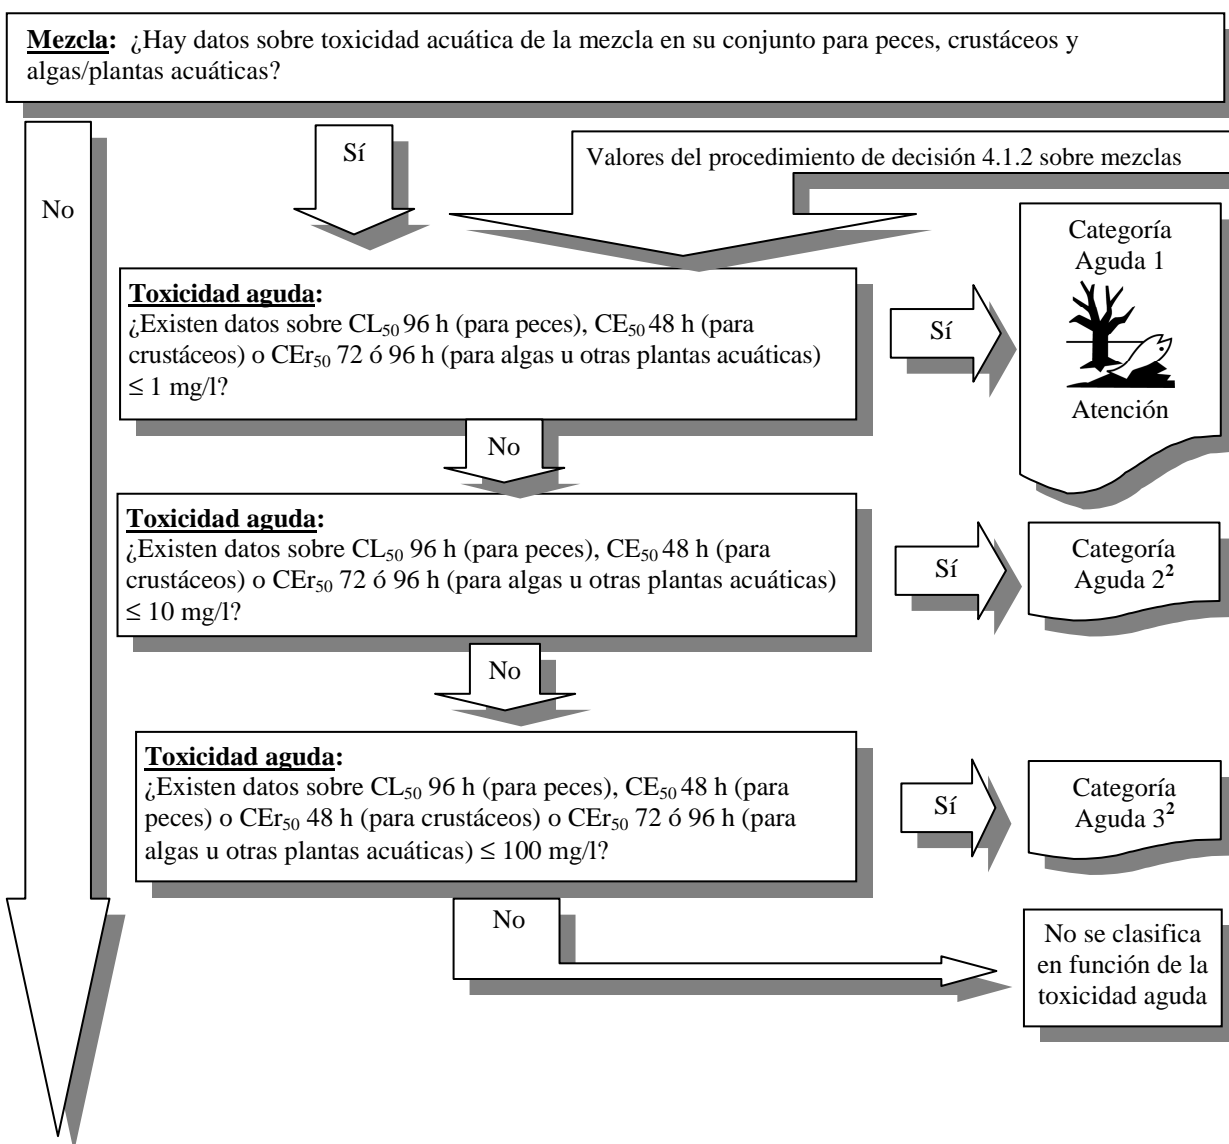 Mezcla: ¿Hay datos sobre toxicidad acuática de la mezcla en su conjunto para peces, crustáceos y
algas/plantas acuáticas?
No
Sí
Valores del procedimiento de decisión 4.1.2 sobre mezclas
Toxicidad aguda:
¿Existen datos sobre CL50 96 h (para peces), CE50 48 h (para
crustáceos) o CEr50 72 ó 96 h (para algas u otras plantas acuáticas)
≤ 1 mg/l?
Sí
Categoría
Aguda 1
Atención
No
Toxicidad aguda:
¿Existen datos sobre CL50 96 h (para peces), CE50 48 h (para
crustáceos) o CEr50 72 ó 96 h (para algas u otras plantas acuáticas)
≤ 10 mg/l?
Sí
Categoría
Aguda 2²
No
Toxicidad aguda:
¿Existen datos sobre CL50 96 h (para peces), CE50 48 h (para
peces) o CEr50 48 h (para crustáceos) o CEr50 72 ó 96 h (para
algas u otras plantas acuáticas) ≤ 100 mg/l?
Sí
Categoría
Aguda 3²
No
No se clasifica
en función de la
toxicidad aguda